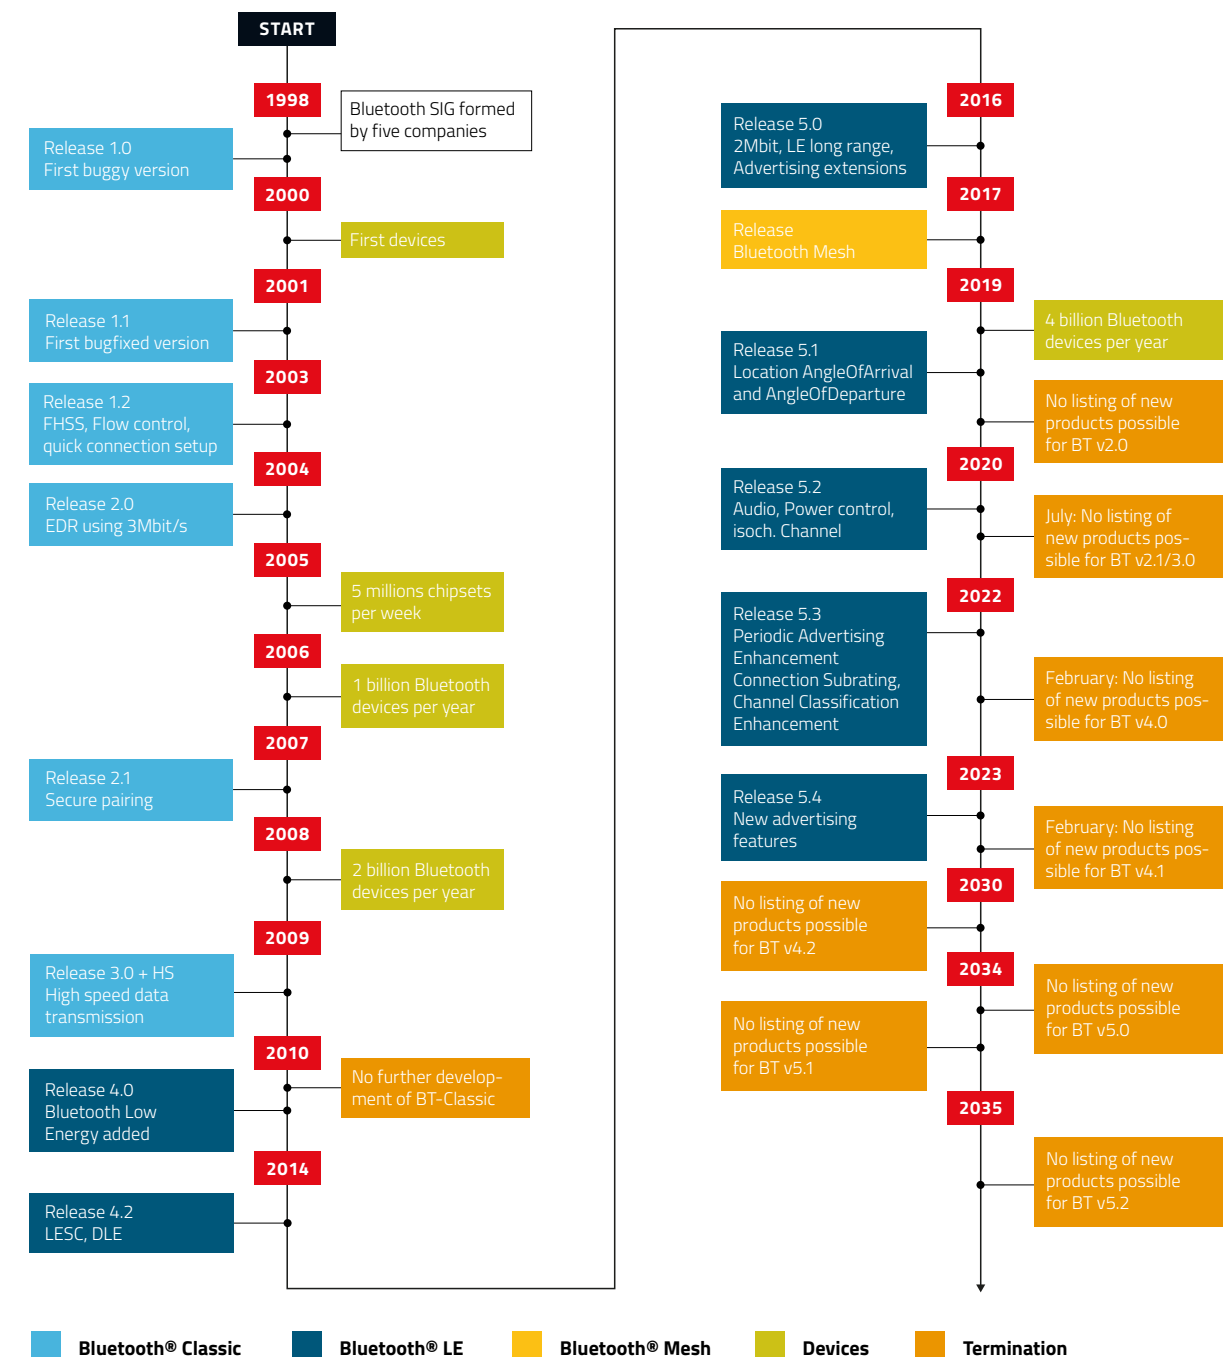 START
1998
Bluetooth SIG formed
by five companies
Release 1.0
First buggy version
2000
First devices
2001
Release 1.1
First bugfixed version
2003
Release 1.2
FHSS, Flow control,
quick connection setup
2004
Release 2.0
EDR using 3Mbit/s
2005
5 millions chipsets
per week
2006
1 billion Bluetooth
devices per year
2007
Release 2.1
Secure pairing
2008
2 billion Bluetooth
devices per year
2009
Release 3.0 + HS
High speed data
transmission
2010
No further develop-
ment of BT-Classic
Release 4.0
Bluetooth Low
Energy added
2014
Release 4.2
LESC, DLE
2016
Release 5.0
2Mbit, LE long range,
Advertising extensions
2017
Release
Bluetooth Mesh
2019
4 billion Bluetooth
devices per year
Release 5.1
Location AngleOfArrival
and AngleOfDeparture
No listing of new
products possible
for BT v2.0
2020
Release 5.2
Audio, Power control,
isoch. Channel
July: No listing of
new products pos-
sible for BT v2.1/3.0
2022
Release 5.3
Periodic Advertising
Enhancement
Connection Subrating,
Channel Classification
Enhancement
February: No listing
of new products pos-
sible for BT v4.0
2023
Release 5.4
New advertising
features
February: No listing
of new products pos-
sible for BT v4.1
2030
No listing of new
products possible
for BT v4.2
2034
No listing of new
products possible
for BT v5.0
No listing of new
products possible
for BT v5.1
2035
No listing of new
products possible
for BT v5.2
Bluetooth® Classic
Bluetooth® LE
Bluetooth® Mesh
Devices
Termination